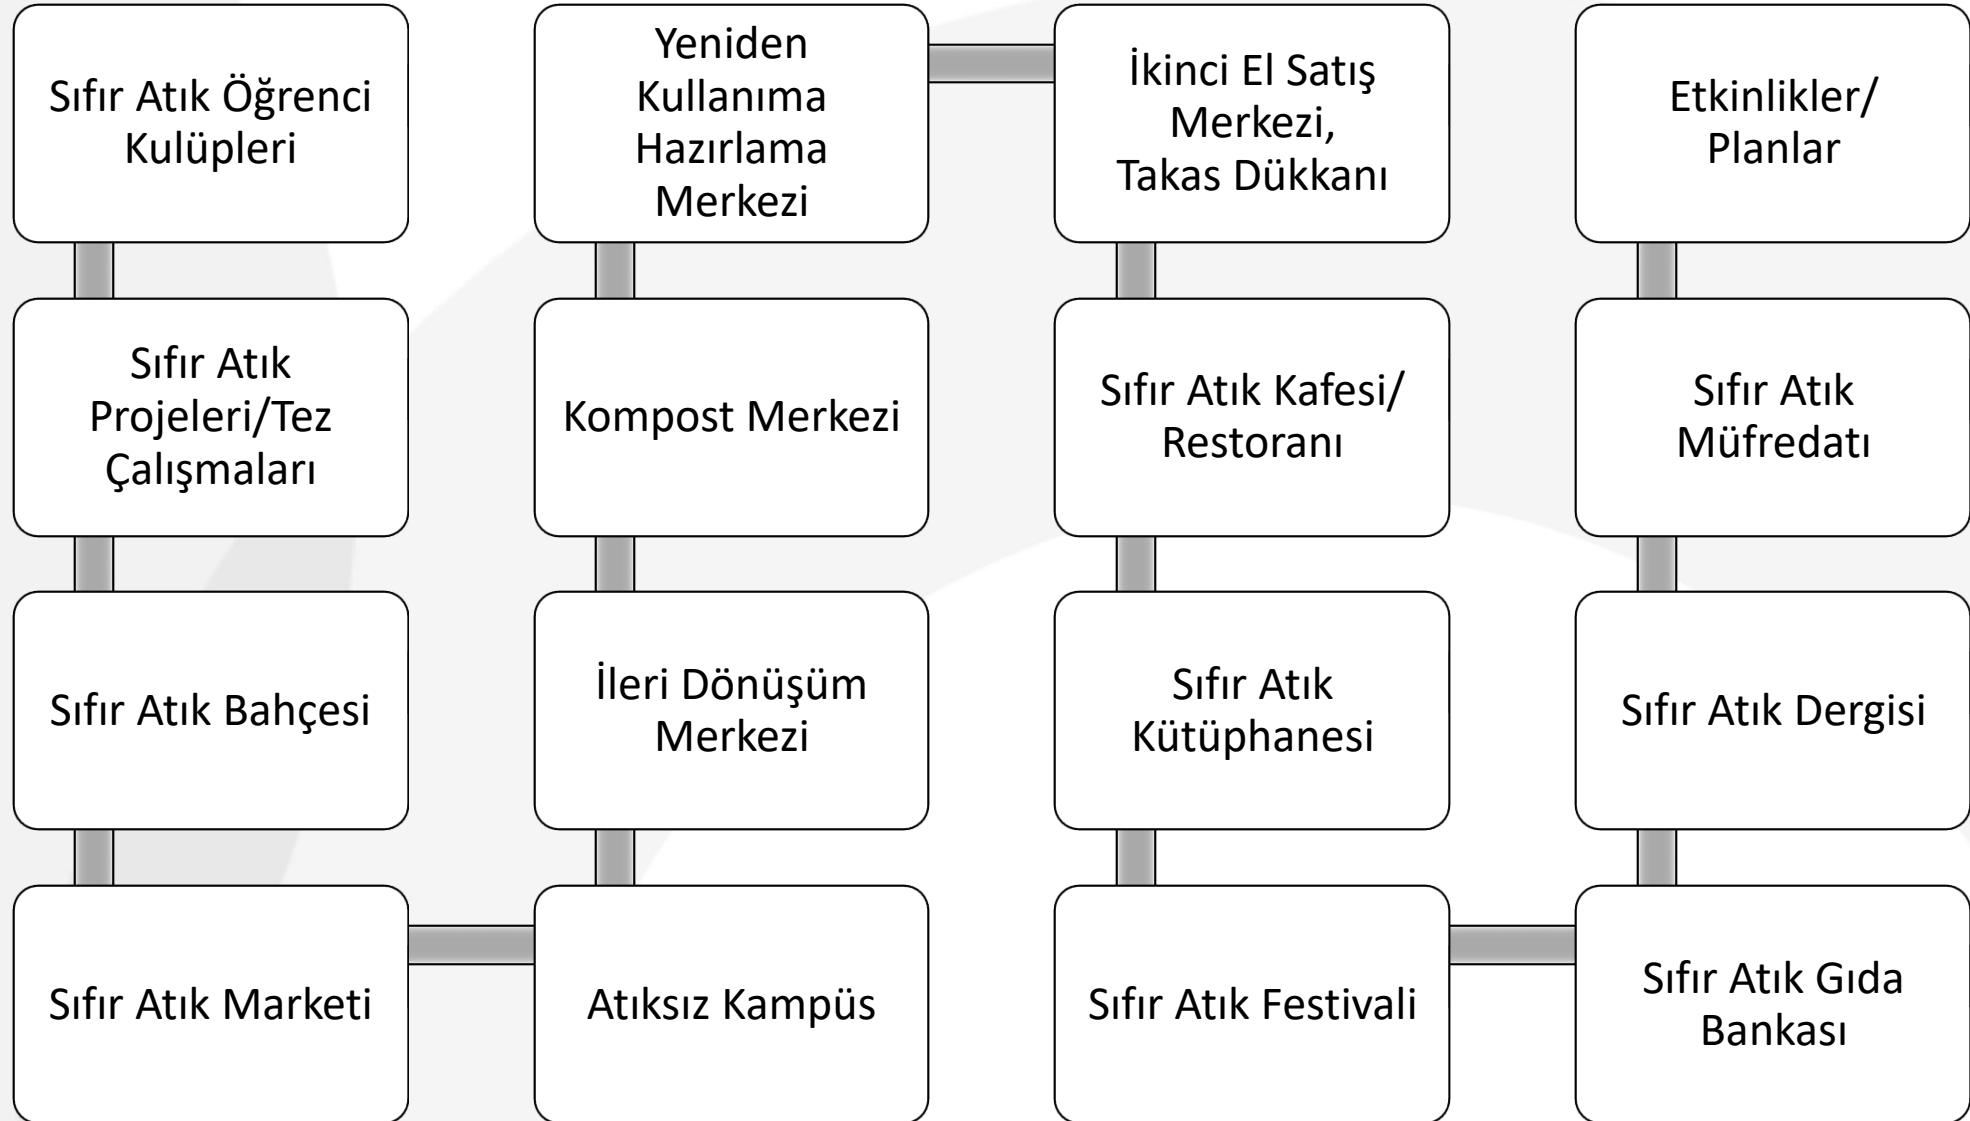 Sıfır Atık Öğrenci
Kulüpleri
Sıfır Atık
Projeleri/Tez
Çalışmaları
Sıfır Atık Bahçesi
Sıfır Atık Marketi
Atıksız Kampüs
İleri Dönüşüm
Merkezi
Kompost Merkezi
Yeniden
Kullanıma
Hazırlama
Merkezi
İkinci El Satış
Merkezi,
Takas Dükkanı
Sıfır Atık Kafesi/
Restoranı
Sıfır Atık
Kütüphanesi
Sıfır Atık Festivali
Sıfır Atık Gıda
Bankası
Sıfır Atık Dergisi
Sıfır Atık
Müfredatı
Etkinlikler/
Planlar